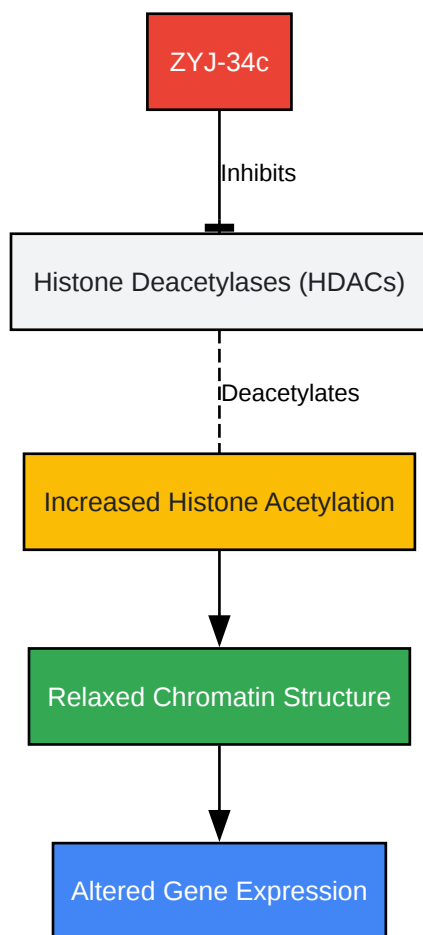 ZYJ-34c
Inhibits
Histone Deacetylases (HDACs)
Deacetylates
Increased Histone Acetylation
Relaxed Chromatin Structure
Altered Gene Expression